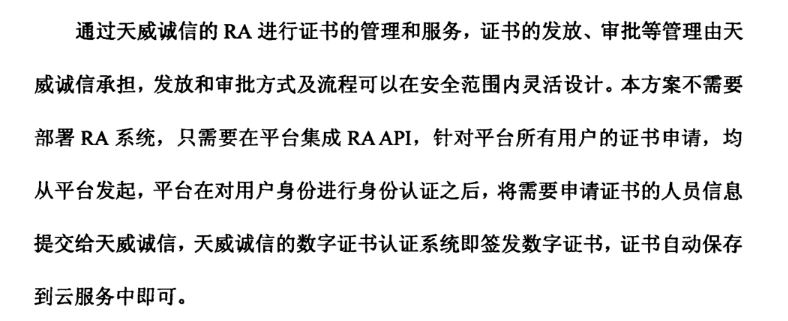 通过天威诚信的 RA 进行证书的管理和服务，证书的发放、审批等管理由天
威诚信承担，发放和审批方式及流程可以在安全范围内灵活设计。本方案不需要
部署 RA 系统，只需要在平台集成 RA API，针对平台所有用户的证书申请，均
从平台发起，平台在对用户身份进行身份认证之后，将需要申请证书的人员信息
提交给天威诚信，天威诚信的数字证书认证系统即签发数字证书，证书自动保存
到云服务中即可。